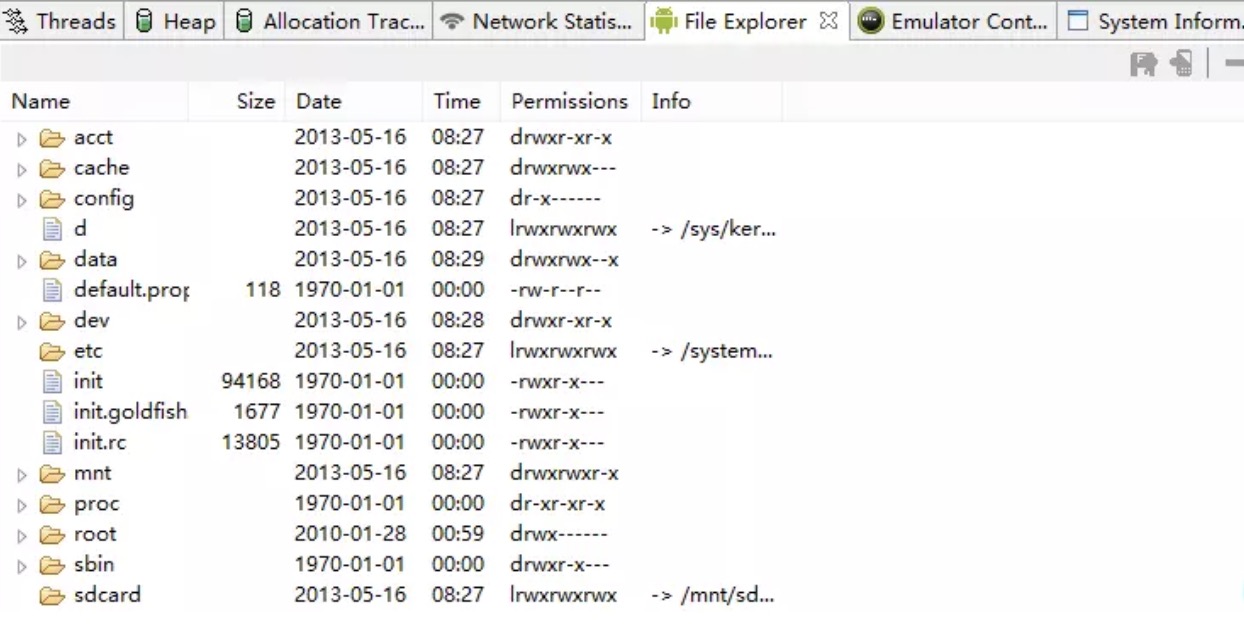 Threads Heap Allocation Trac... Network Statis... File Explorer Emulator Cont... System Inform.
Name Size Date Time Permissions Info
acct 2013-05-16 08:27 drwxr-xr-x
cache 2013-05-16 08:27 drwxrwx---
config 2013-05-16 08:27 dr-x------
d 2013-05-16 08:27 lrwxrwxrwx -> /sys/ker...
data 2013-05-16 08:29 drwxrwx--x
default.prop 118 1970-01-01 00:00 -rw-r--r--
dev 2013-05-16 08:28 drwxr-xr-x
etc 2013-05-16 08:27 lrwxrwxrwx -> /system...
init 94168 1970-01-01 00:00 -rwxr-x---
init.goldfish. 1677 1970-01-01 00:00 -rwxr-x---
init.rc 13805 1970-01-01 00:00 -rwxr-x---
mnt 2013-05-16 08:27 drwxrwxr-x
proc 1970-01-01 00:00 dr-xr-xr-x
root 2010-01-28 00:59 drwx------
sbin 1970-01-01 00:00 drwxr-x---
sdcard 2013-05-16 08:27 lrwxrwxrwx -> /mnt/sd...